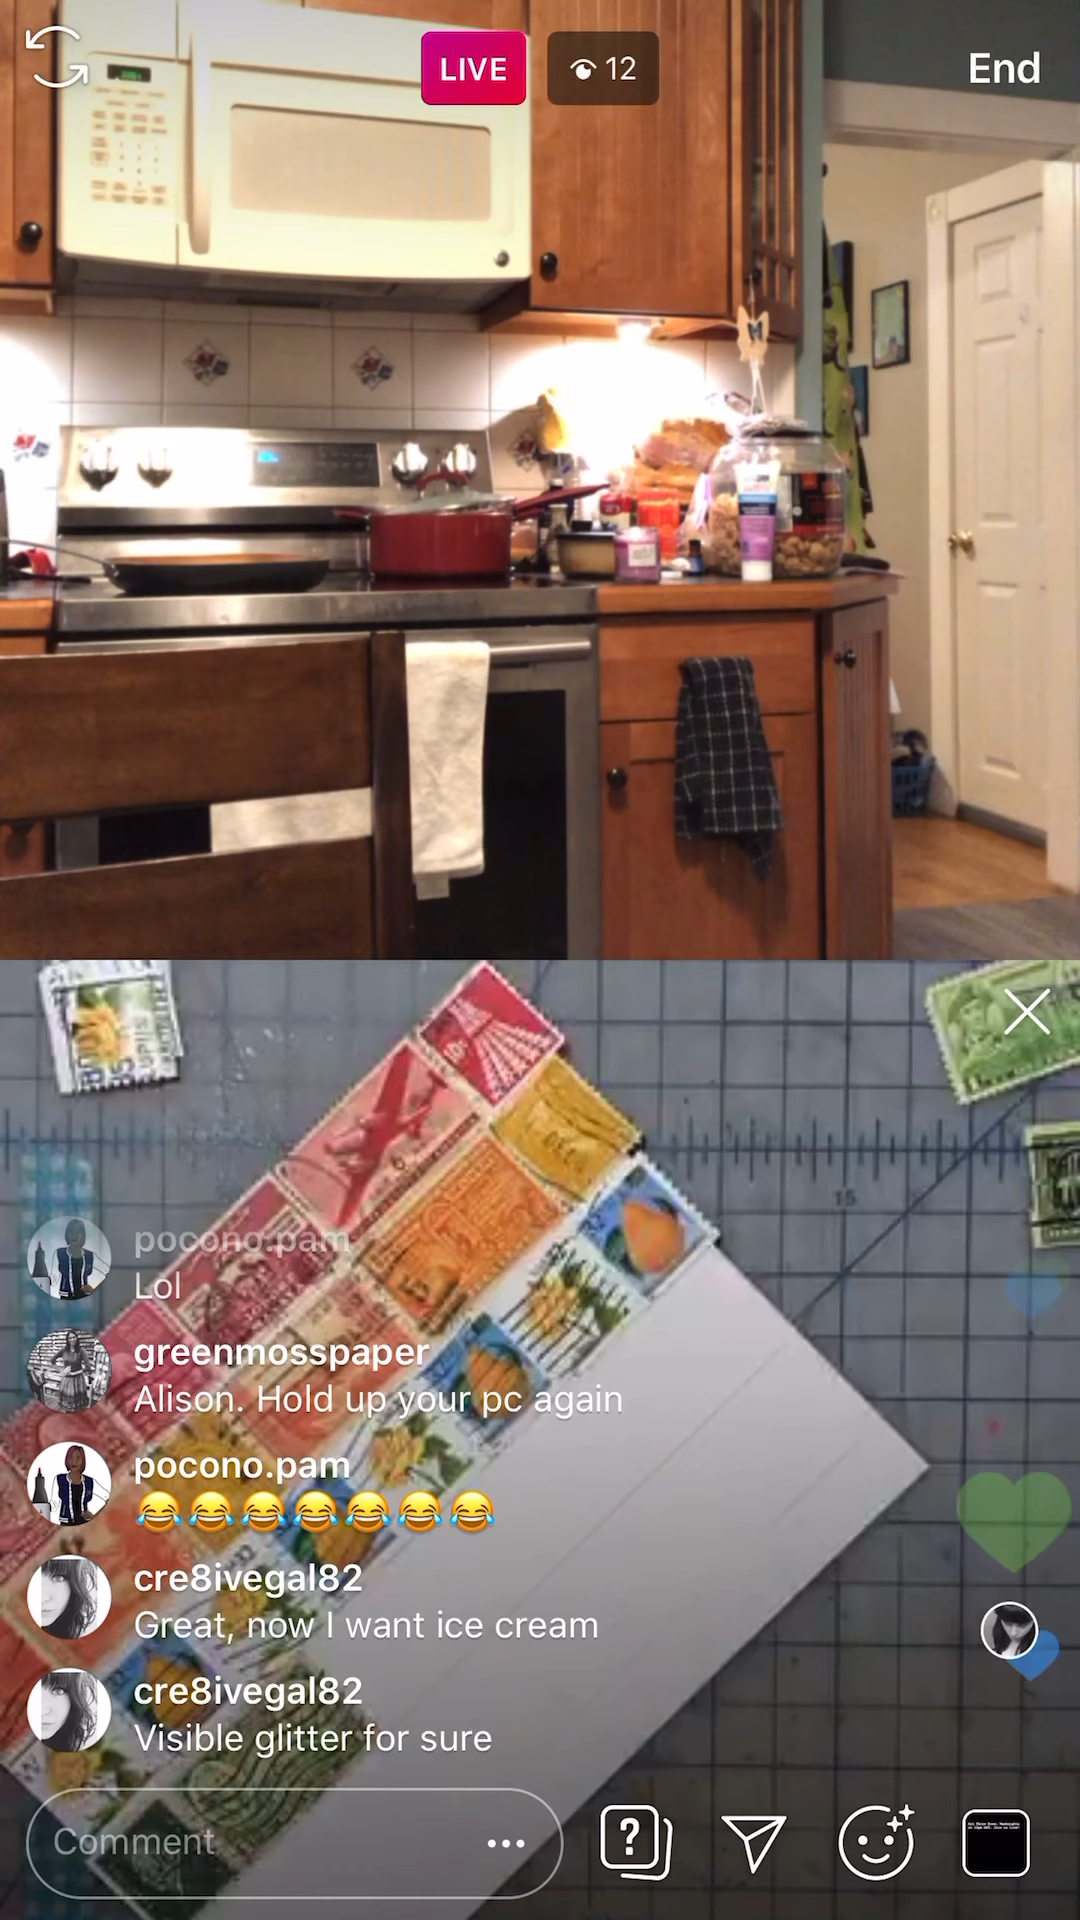 LIVE
12
End
15
pocono.pam
Lol
greenmosspaper
Alison. Hold up your pc again
pocono.pam
😂😂😂😂😂😂😂
cre8ivegal82
Great, now I want ice cream
cre8ivegal82
Visible glitter for sure
Comment
?